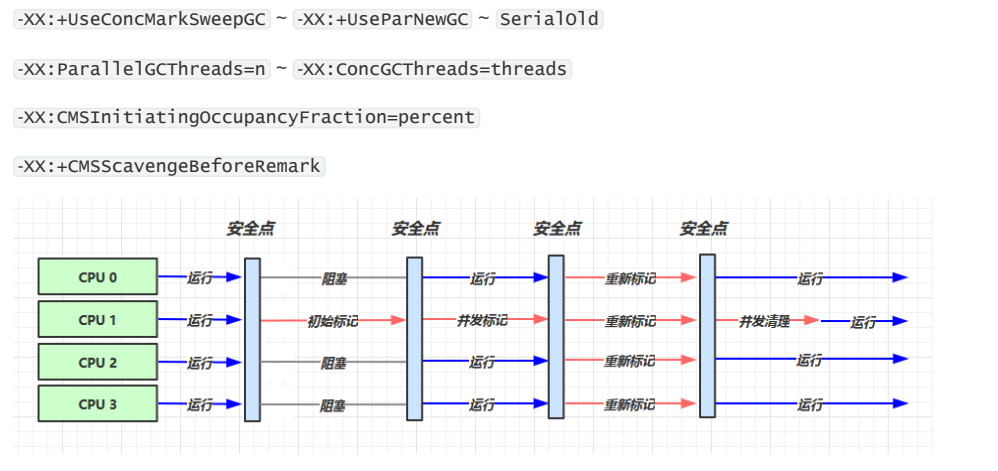 -XX:+UseConcMarkSweepGC ~ -XX:+UseParNewGC ~ SerialOld
-XX:ParallelGCThreads=n ~ -XX:ConcGCThreads=threads
-XX:CMSInitiatingOccupancyFraction=percent
-XX:+CMSScavengeBeforeRemark
安全点 安全点 安全点 安全点
CPU 0 运行 阻塞 运行 重新标记 运行
CPU 1 运行 初始标记 并发标记 重新标记 并发清理 运行
CPU 2 运行 阻塞 运行 重新标记 运行
CPU 3 运行 阻塞 运行 重新标记 运行